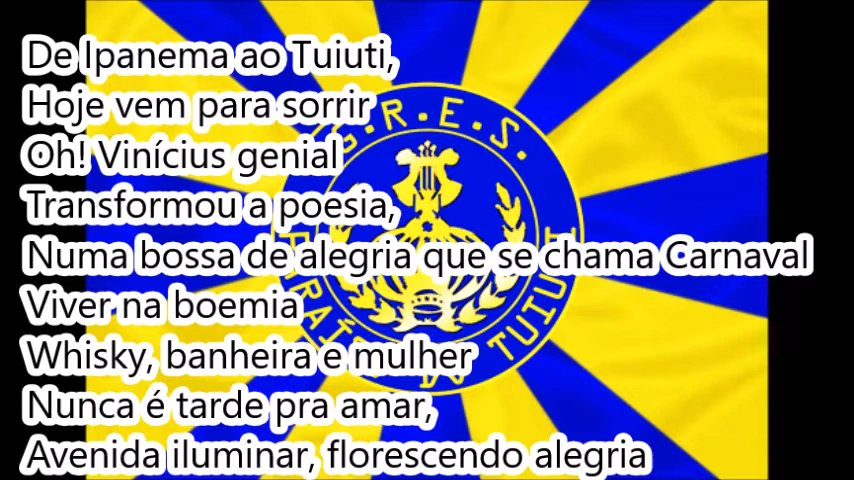 De Ipanema ao Tuiuti,
Hoje vem para sorrir
Oh! Vinícius genial
Transformou a poesia,
Numa bossa de alegria que se chama Carnaval
Viver na boemia
Whisky, banheira e mulher
Nunca é tarde pra amar,
Avenida iluminar, florescendo alegria
G.R.E.S.
TUIUTI